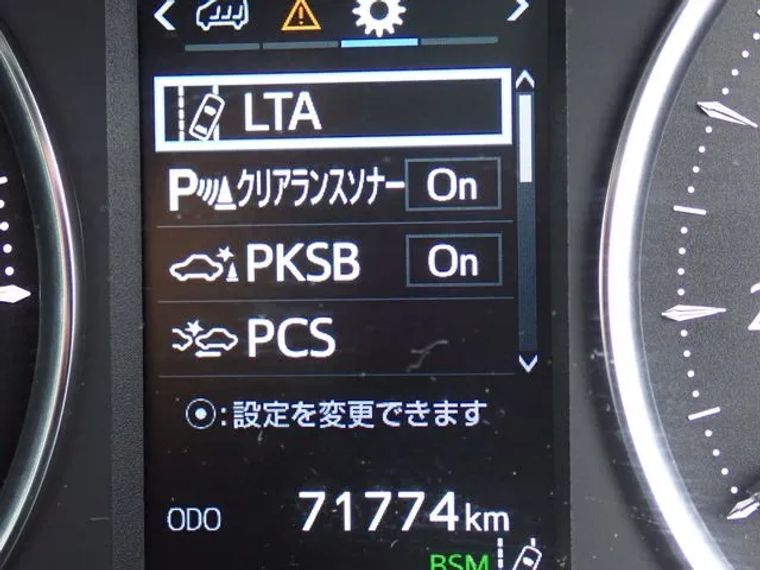 LTA
Pクリアランスソナー On
PKSB On
PCS
⦿:設定を変更できます
ODO 71774km
BSM